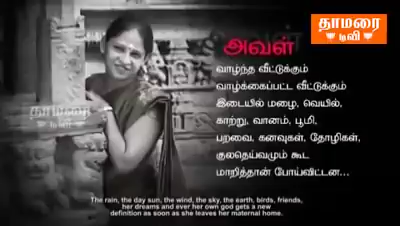 தாமரை
டிவி
அவள்
வாழ்ந்த வீட்டுக்கும்
வாழ்க்கைப்பட்ட வீட்டுக்கும்
இடையில் மழை, வெயில்,
காற்று, வானம், பூமி,
பறவை, கனவுகள், தோழிகள்,
குலதெய்வமும் கூட
மாறித்தான் போய்விட்டன...
தாமரை
டிவி
The rain, the day sun, the wind, the sky, the earth, birds, friends,
her dreams and ever her own god gets a new
definition as soon as she leaves her maternal home.